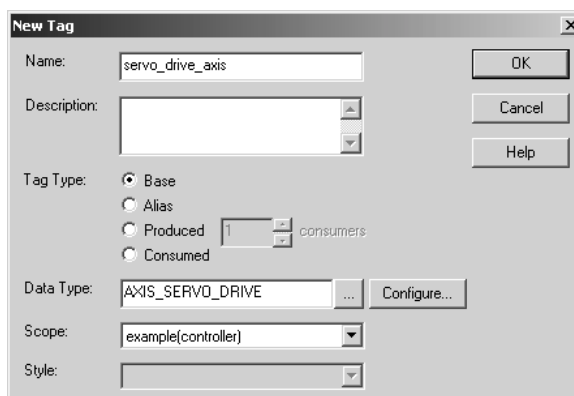 New Tag
Name: servo_drive_axis OK
Description: Cancel
Help
Tag Type: Base
Alias
Produced 1 consumers
Consumed
Data Type: AXIS_SERVO_DRIVE ... Configure...
Scope: example(controller)
Style: